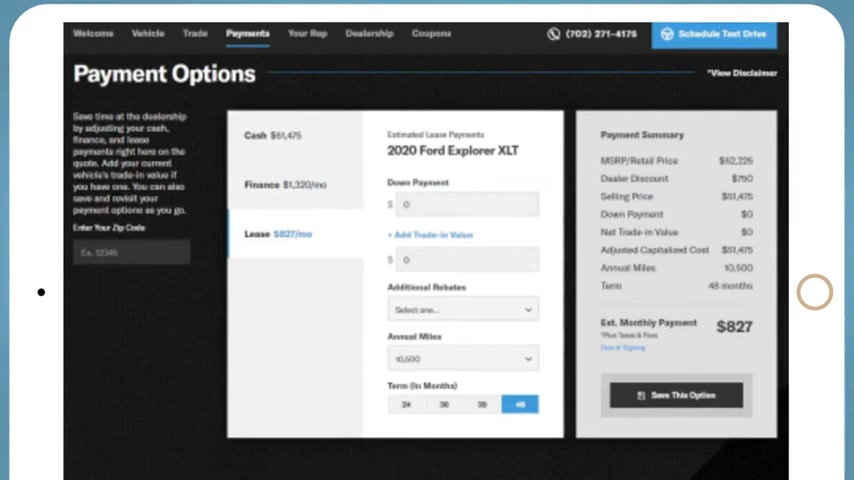 Welcome Vehicle Trade Payments Your Rep Dealership Coupons (702) 271-4175 Schedule Test Drive
Payment Options
*View Disclaimer
Save time at the dealership
by adjusting your cash,
finance, and lease
payments right here on the
quote. Add your current
vehicle's trade-in value if
you have one. You can also
save and revisit your
payment options as you go.
Enter Your Zip Code
Ex. 12345
Cash $51,475
Finance $1,320/mo
Lease $827/mo
Estimated Lease Payments
2020 Ford Explorer XLT
Down Payment
$ 0
+ Add Trade-in Value
$ 0
Additional Rebates
Select one...
Annual Miles
10,500
Term (In Months)
24 36 39 48
Payment Summary
MSRP/Retail Price $52,225
Dealer Discount $750
Selling Price $51,475
Down Payment $0
Net Trade-in Value $0
Adjusted Capitalized Cost $51,475
Annual Miles 10,500
Term 48 months
Est. Monthly Payment $827
*Plus Taxes & Fees
Due at Signing
Save This Option